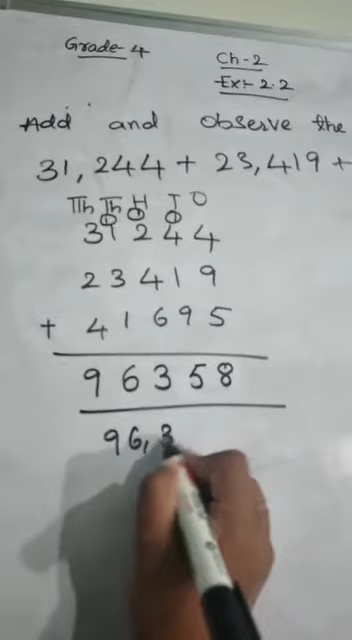 Grade-4
Ch-2
Ex:- 2.2
Add and observe the
31,244 + 23,419 +
TTh Th H T O
31244
23419
+ 41695
96358
96,3